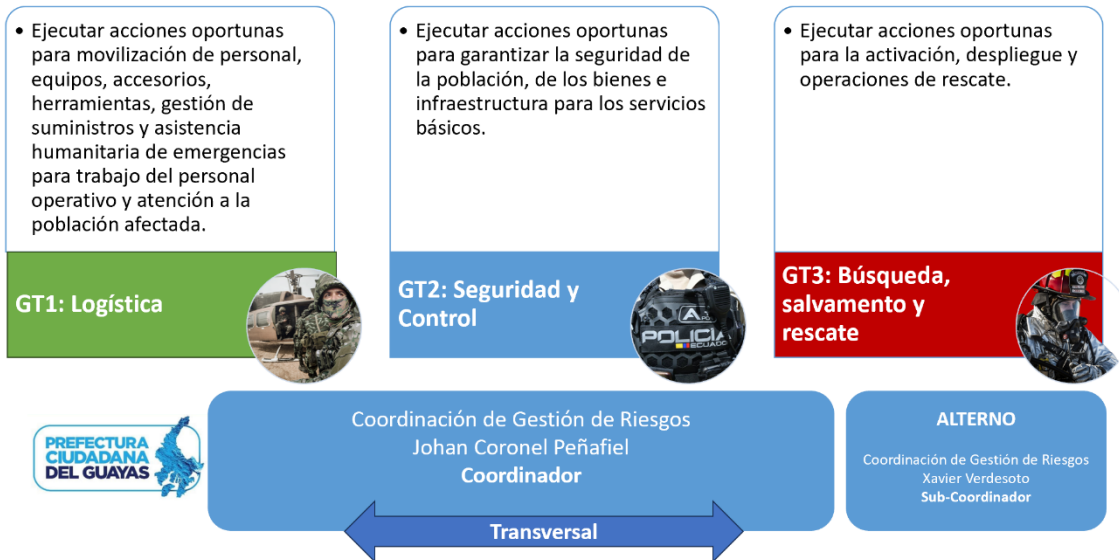 • Ejecutar acciones oportunas
para movilización de personal,
equipos, accesorios,
herramientas, gestión de
suministros y asistencia
humanitaria de emergencias
para trabajo del personal
operativo y atención a la
población afectada.
GT1: Logística
• Ejecutar acciones oportunas
para garantizar la seguridad de
la población, de los bienes e
infraestructura para los servicios
básicos.
GT2: Seguridad y
Control
POLICIA
ECUADO
• Ejecutar acciones oportunas
para la activación, despliegue y
operaciones de rescate.
GT3: Búsqueda,
salvamento y
rescate
PREFECTURA
CIUDADANA
DEL GUAYAS
Coordinación de Gestión de Riesgos
Johan Coronel Peñafiel
Coordinador
Transversal
ALTERNO
Coordinación de Gestión de Riesgos
Xavier Verdesoto
Sub-Coordinador